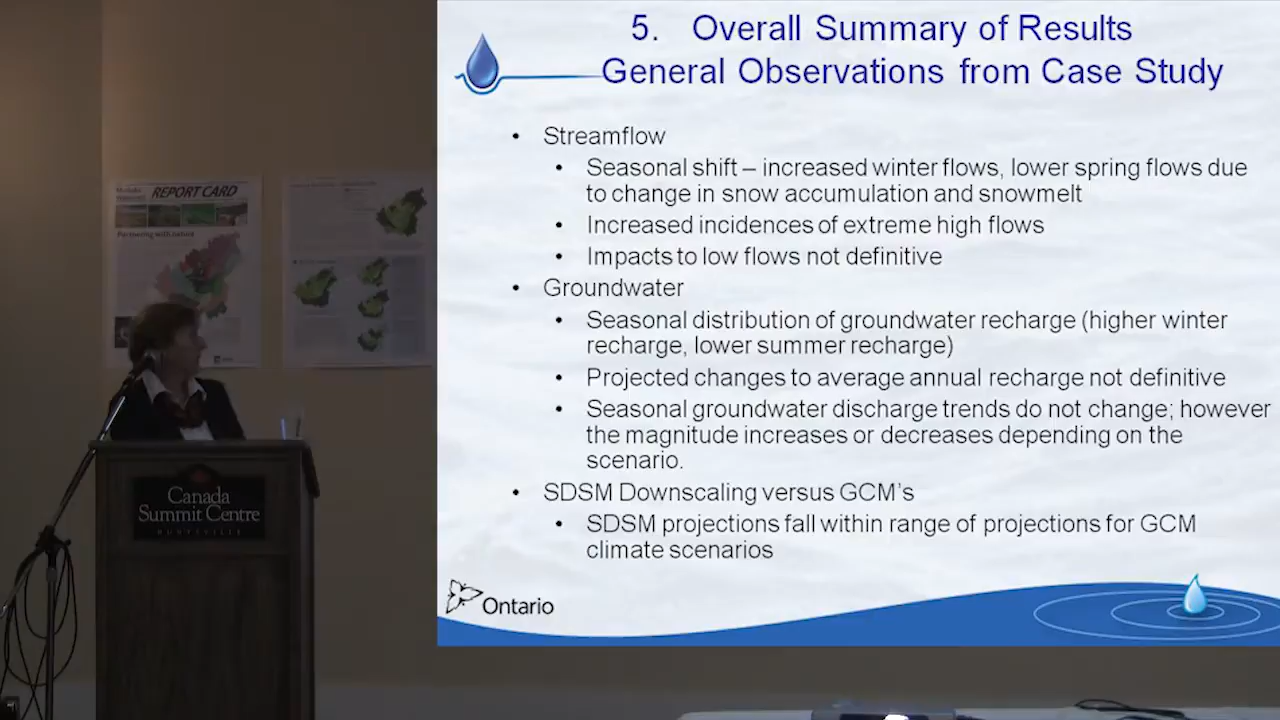 5. Overall Summary of Results
General Observations from Case Study
• Streamflow
• Seasonal shift – increased winter flows, lower spring flows due
to change in snow accumulation and snowmelt
• Increased incidences of extreme high flows
• Impacts to low flows not definitive
• Groundwater
• Seasonal distribution of groundwater recharge (higher winter
recharge, lower summer recharge)
• Projected changes to average annual recharge not definitive
• Seasonal groundwater discharge trends do not change; however
the magnitude increases or decreases depending on the
scenario.
• SDSM Downscaling versus GCM's
• SDSM projections fall within range of projections for GCM
climate scenarios
Ontario
REPORT CARD
Partnering with nature
Canada
Summit Centre
HUNTSVILLE